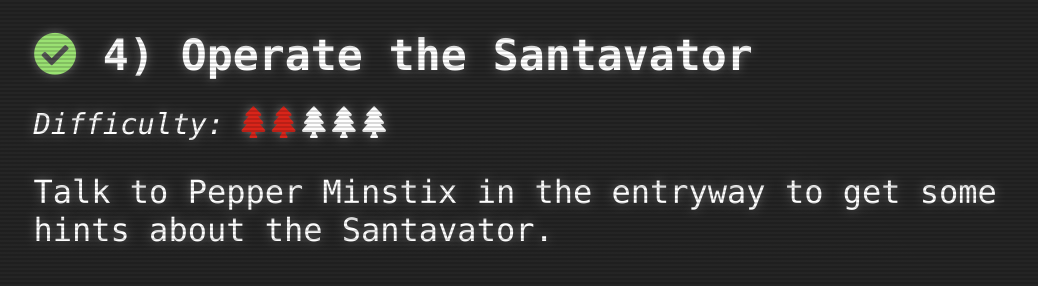 4) Operate the Santavator
Difficulty:
Talk to Pepper Minstix in the entryway to get some
hints about the Santavator.